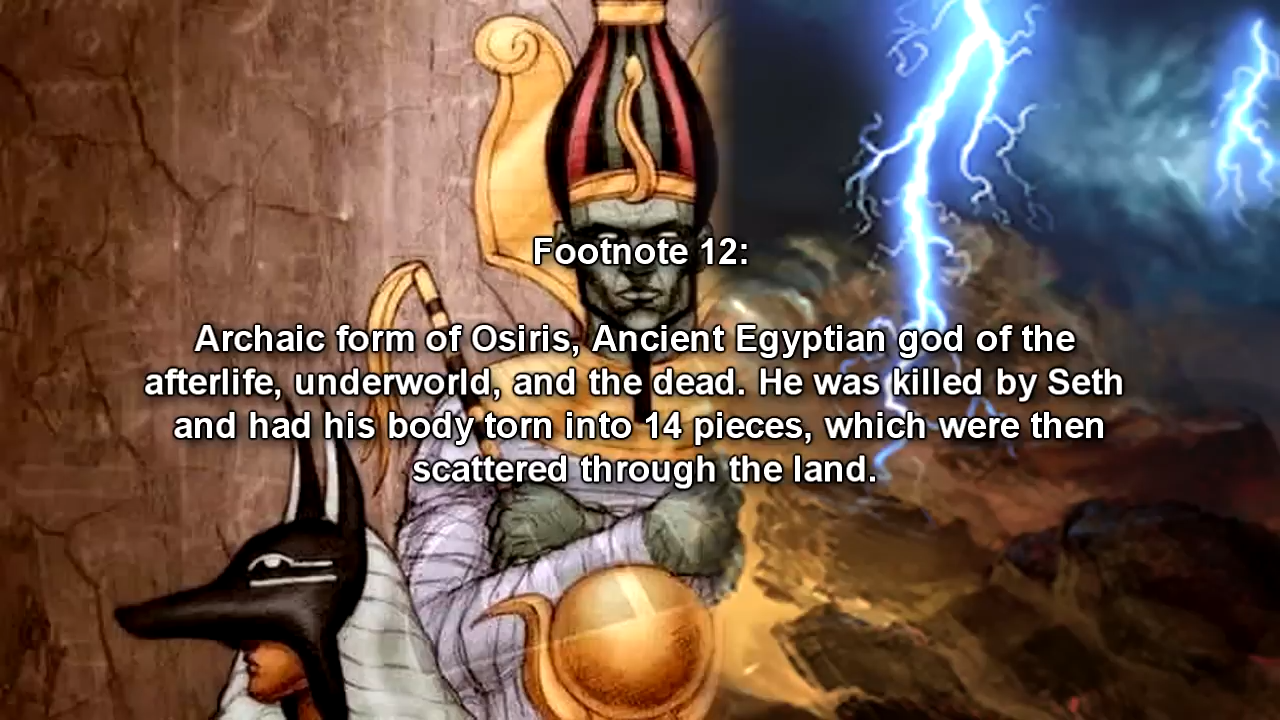 Footnote 12:
Archaic form of Osiris, Ancient Egyptian god of the
afterlife, underworld, and the dead. He was killed by Seth
and had his body torn into 14 pieces, which were then
scattered through the land.